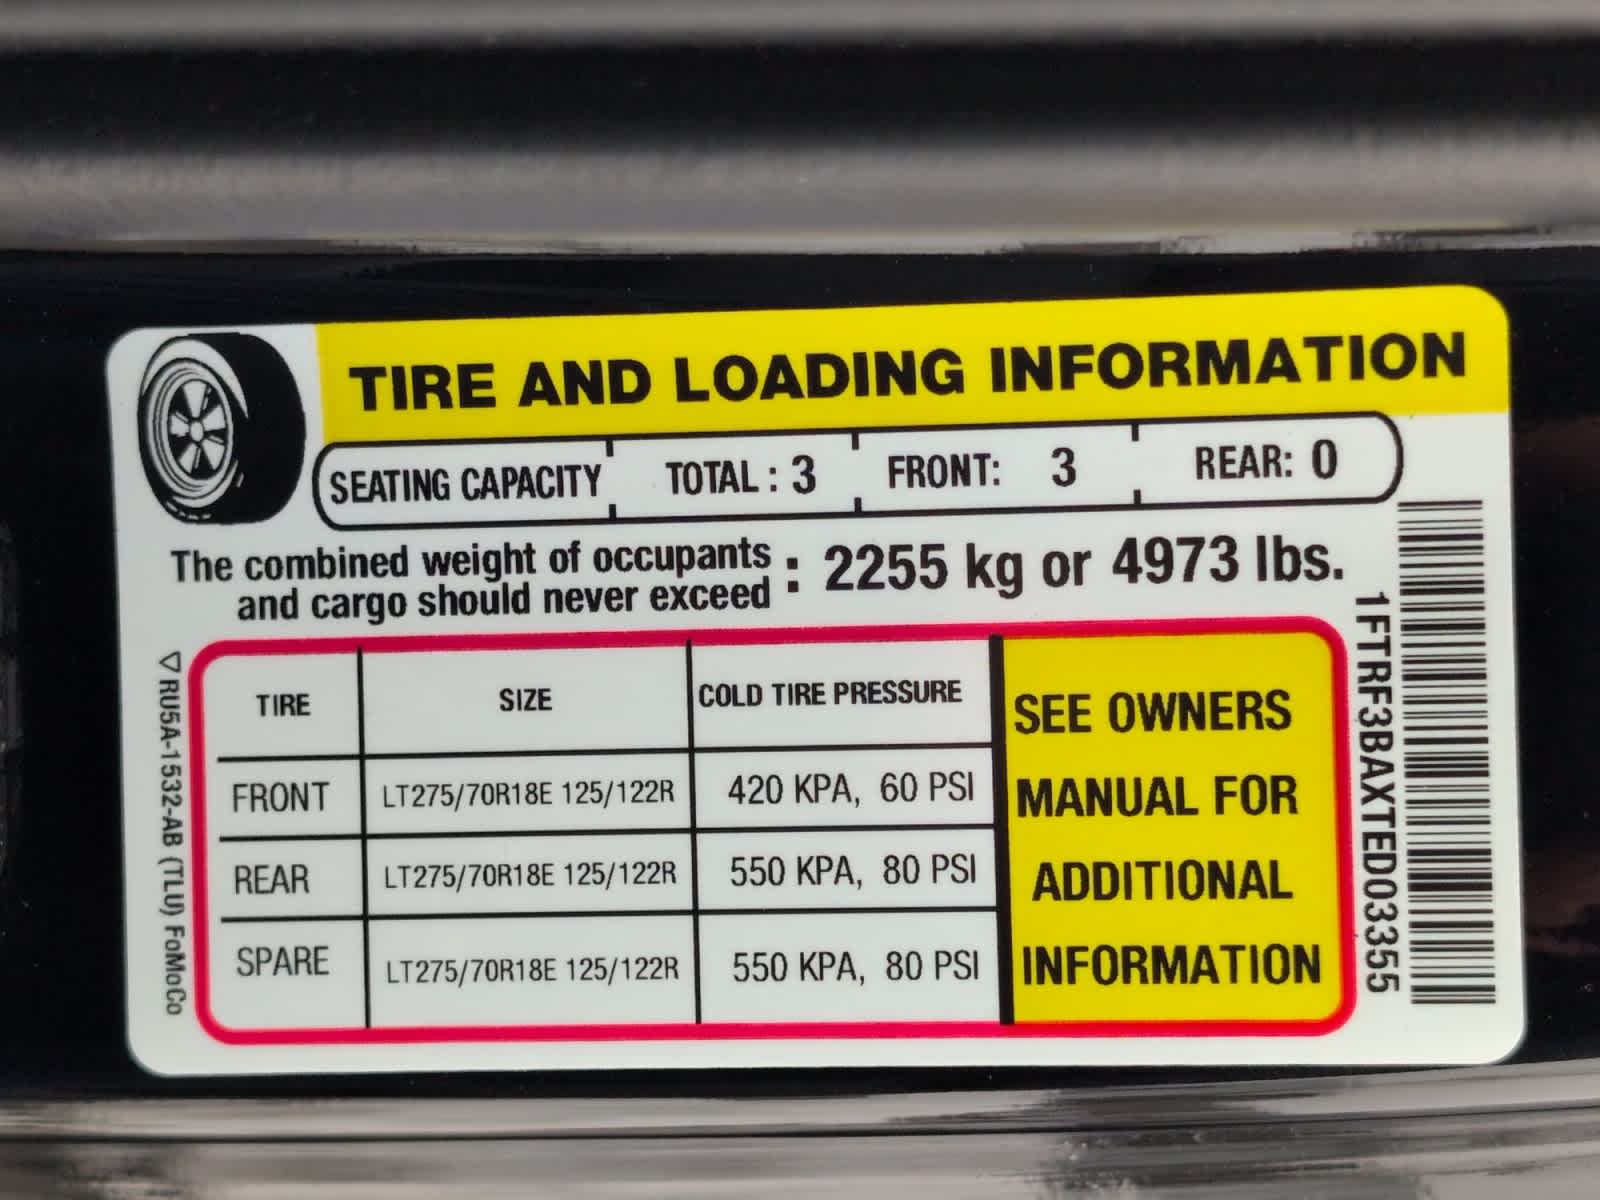 TIRE AND LOADING INFORMATION
SEATING CAPACITY TOTAL : 3 FRONT: 3 REAR: 0
The combined weight of occupants
and cargo should never exceed : 2255 kg or 4973 lbs.
TIRE SIZE COLD TIRE PRESSURE
FRONT LT275/70R18E 125/122R 420 KPA, 60 PSI
REAR LT275/70R18E 125/122R 550 KPA, 80 PSI
SPARE LT275/70R18E 125/122R 550 KPA, 80 PSI
SEE OWNERS
MANUAL FOR
ADDITIONAL
INFORMATION
1FTRF3BAXTED03355
RU5A-1532-AB (TLU) FoMoCo